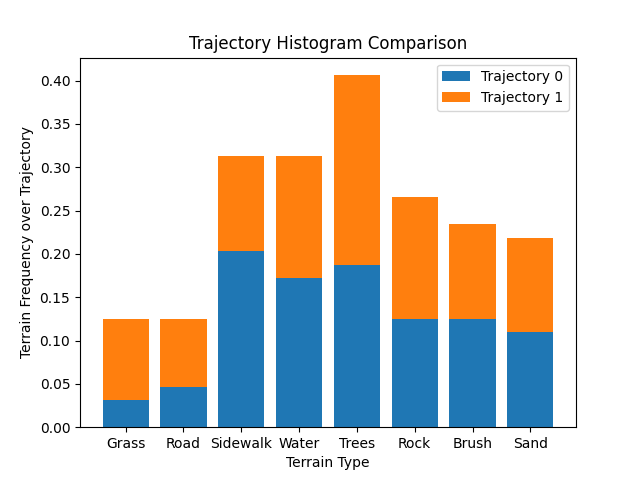 Trajectory Histogram Comparison
Trajectory 0
Trajectory 1
Terrain Frequency over Trajectory
0.40
0.35
0.30
0.25
0.20
0.15
0.10
0.05
0.00
Grass Road Sidewalk Water Trees Rock Brush Sand
Terrain Type